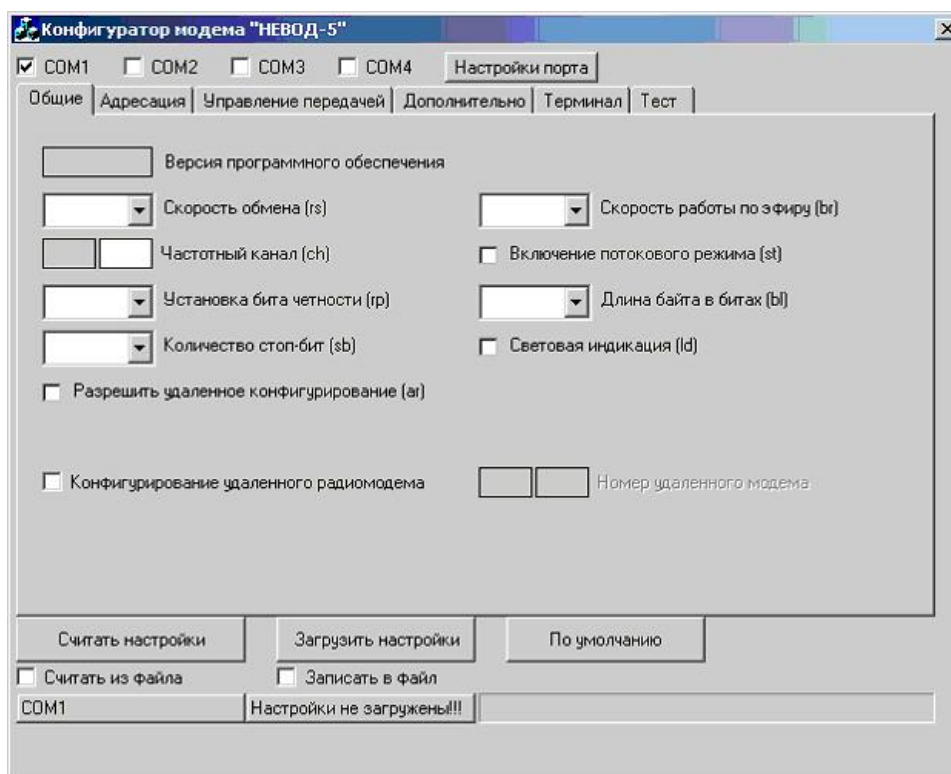 Конфигуратор модема "НЕВОД-5"
COM1 COM2 COM3 COM4 Настройки порта
Общие Адресация Управление передачей Дополнительно Терминал Тест
Версия программного обеспечения
Скорость обмена (rs) Скорость работы по эфиру (br)
Частотный канал (ch) Включение потокового режима (st)
Установка бита четности (rp) Длина байта в битах (bl)
Количество стоп-бит (sb) Световая индикация (ld)
Разрешить удаленное конфигурирование (ar)
Конфигурирование удаленного радиомодема Номер удаленного модема
Считать настройки Загрузить настройки По умолчанию
Считать из файла Записать в файл
COM1 Настройки не загружены!!!